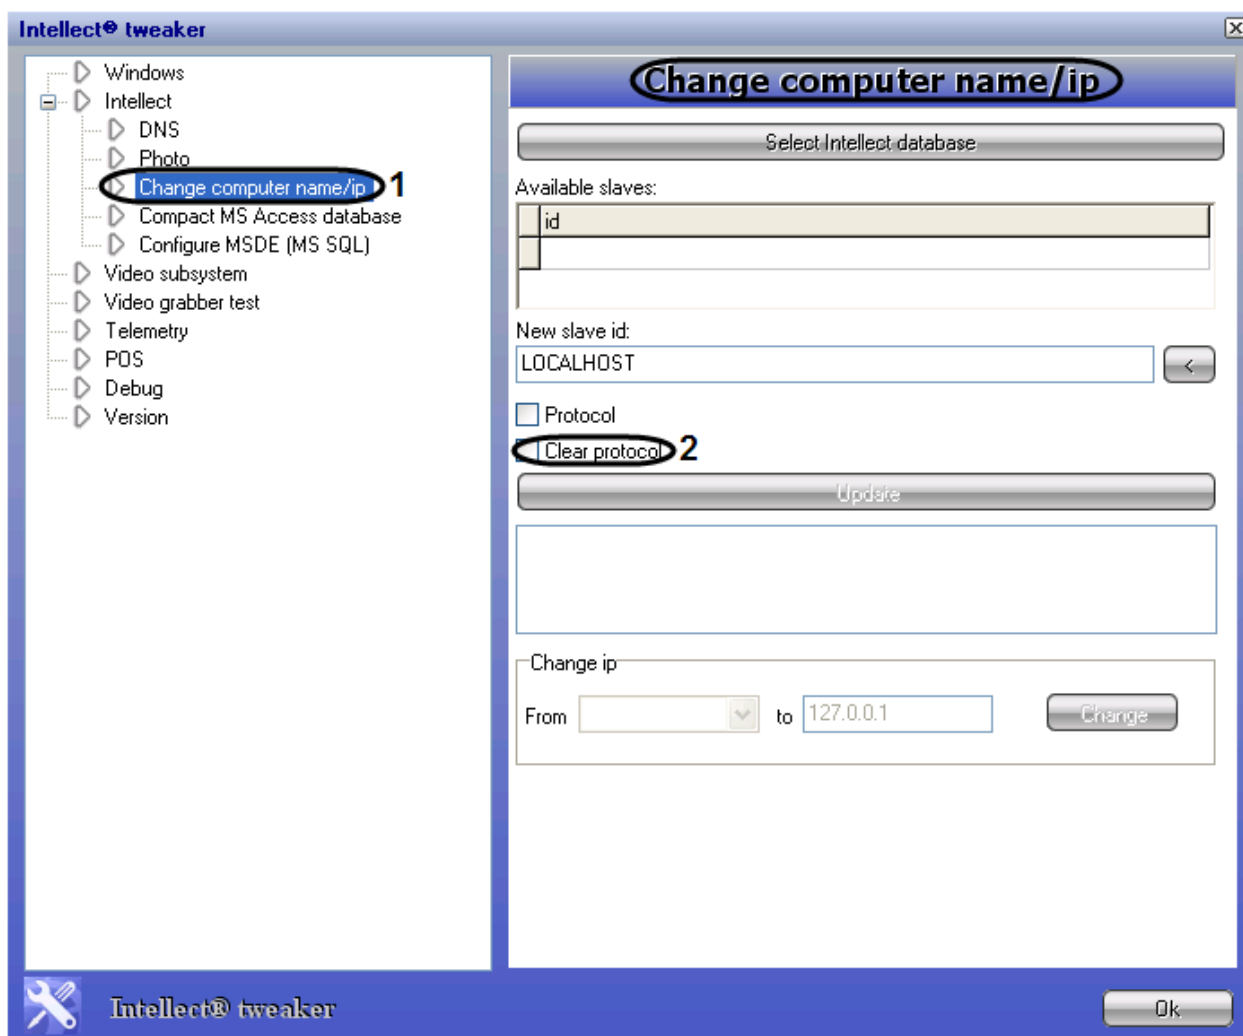 Intellect® tweaker
Windows
Intellect
DNS
Photo
Change computer name/ip 1
Compact MS Access database
Configure MSDE (MS SQL)
Video subsystem
Video grabber test
Telemetry
POS
Debug
Version
Change computer name/ip
Select Intellect database
Available slaves:
id
New slave id:
LOCALHOST
<
Protocol
Clear protocol 2
Update
Change ip
From to 127.0.0.1 Change
Intellect® tweaker
Ok